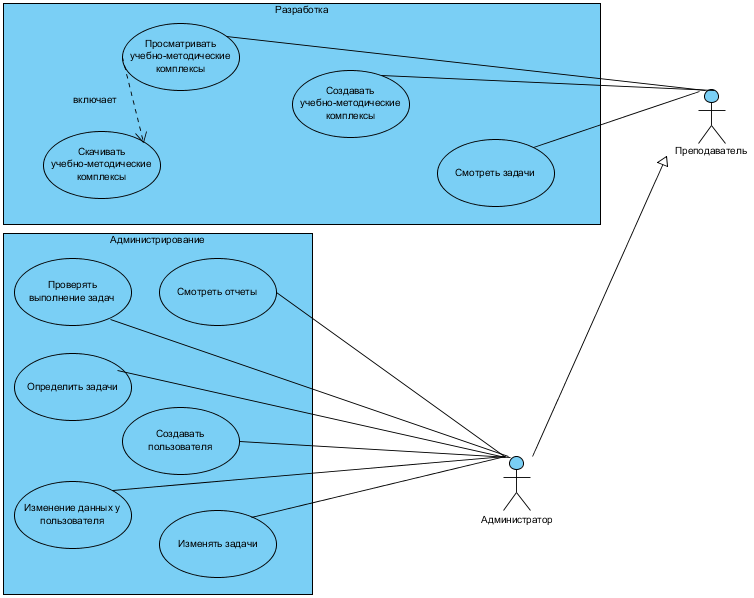 Разработка
Просматривать
учебно-методические
комплексы
включает
Создавать
учебно-методические
комплексы
Скачивать
учебно-методические
комплексы
Смотреть задачи
Преподаватель
Администрирование
Проверять
выполнение задач
Смотреть отчеты
Определить задачи
Создавать
пользователя
Изменение данных у
пользователя
Изменять задачи
Администратор